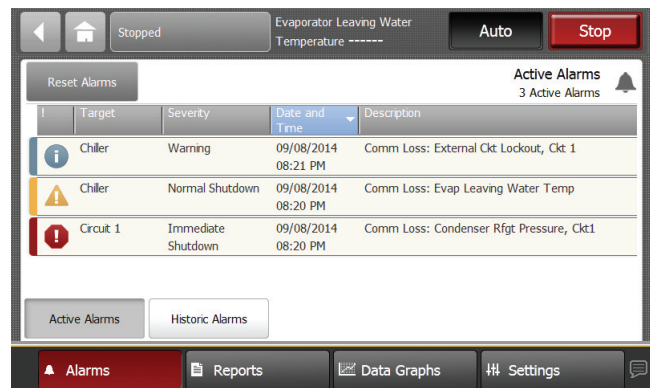 Stopped
Evaporator Leaving Water
Temperature ------
Auto
Stop
Reset Alarms
Active Alarms
3 Active Alarms
!
Target
Severity
Date and
Time
Description
Chiller
Warning
09/08/2014
08:21 PM
Comm Loss: External Ckt Lockout, Ckt 1
Chiller
Normal Shutdown
09/08/2014
08:20 PM
Comm Loss: Evap Leaving Water Temp
Circuit 1
Immediate
Shutdown
09/08/2014
08:20 PM
Comm Loss: Condenser Rfgt Pressure, Ckt1
Active Alarms
Historic Alarms
Alarms
Reports
Data Graphs
Settings